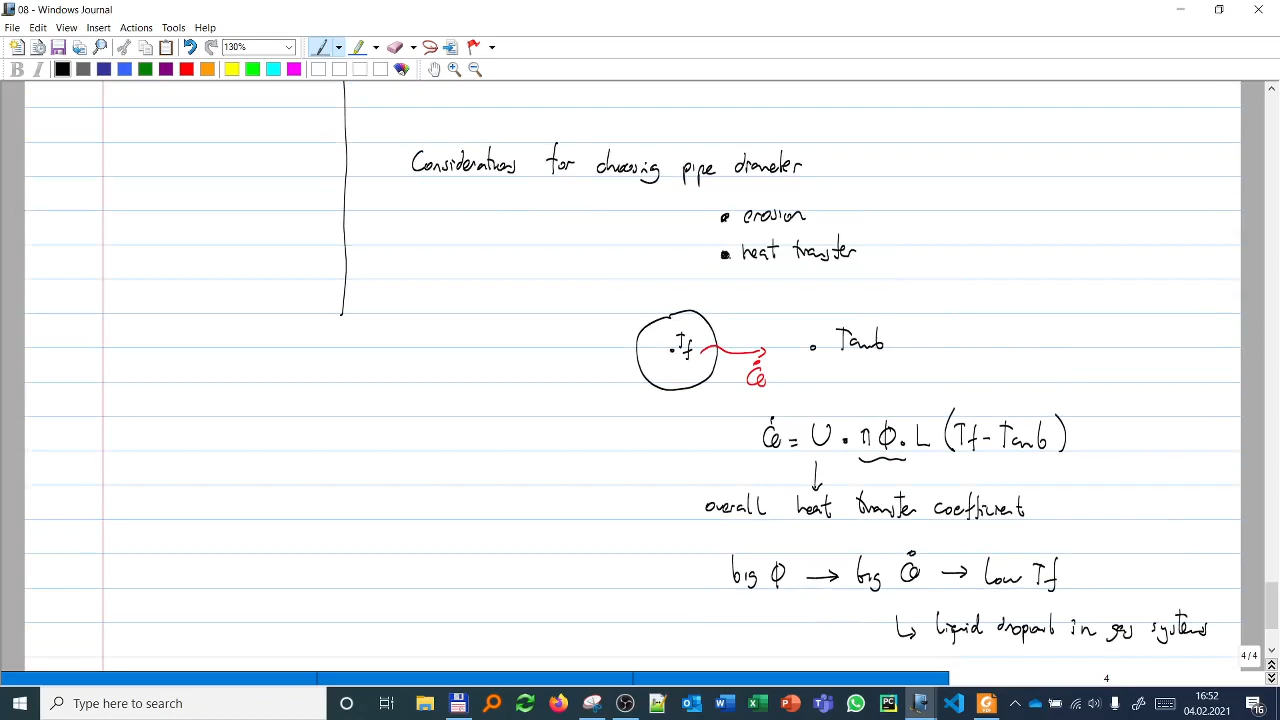 08 - Windows Journal
File Edit View Insert Actions Tools Help
130%
B I
Considerations for choosing pipe diameter
• erosion
• heat transfer
Tf
Tamb
Q̇
Q̇ = U · π Φ · L (Tf - Tamb)
overall heat transfer coefficient
big Φ → big Q̇ → low Tf
↳ liquid dropout in gas systems
4 / 4
4
Type here to search
16:52
04.02.2021
16